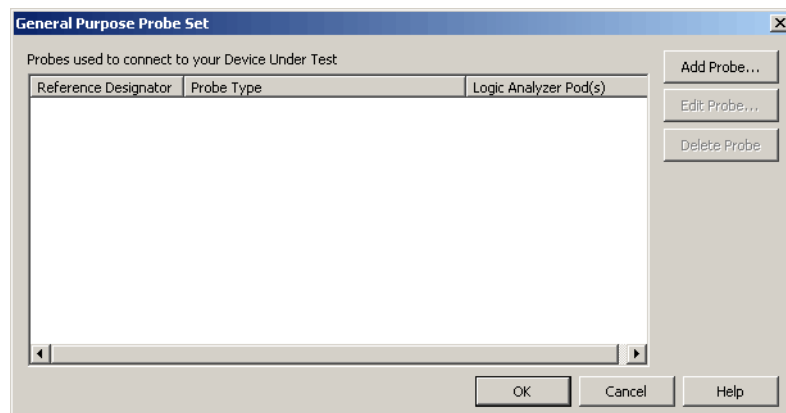 General Purpose Probe Set
Probes used to connect to your Device Under Test
Reference Designator Probe Type Logic Analyzer Pod(s)
Add Probe...
Edit Probe...
Delete Probe
OK Cancel Help